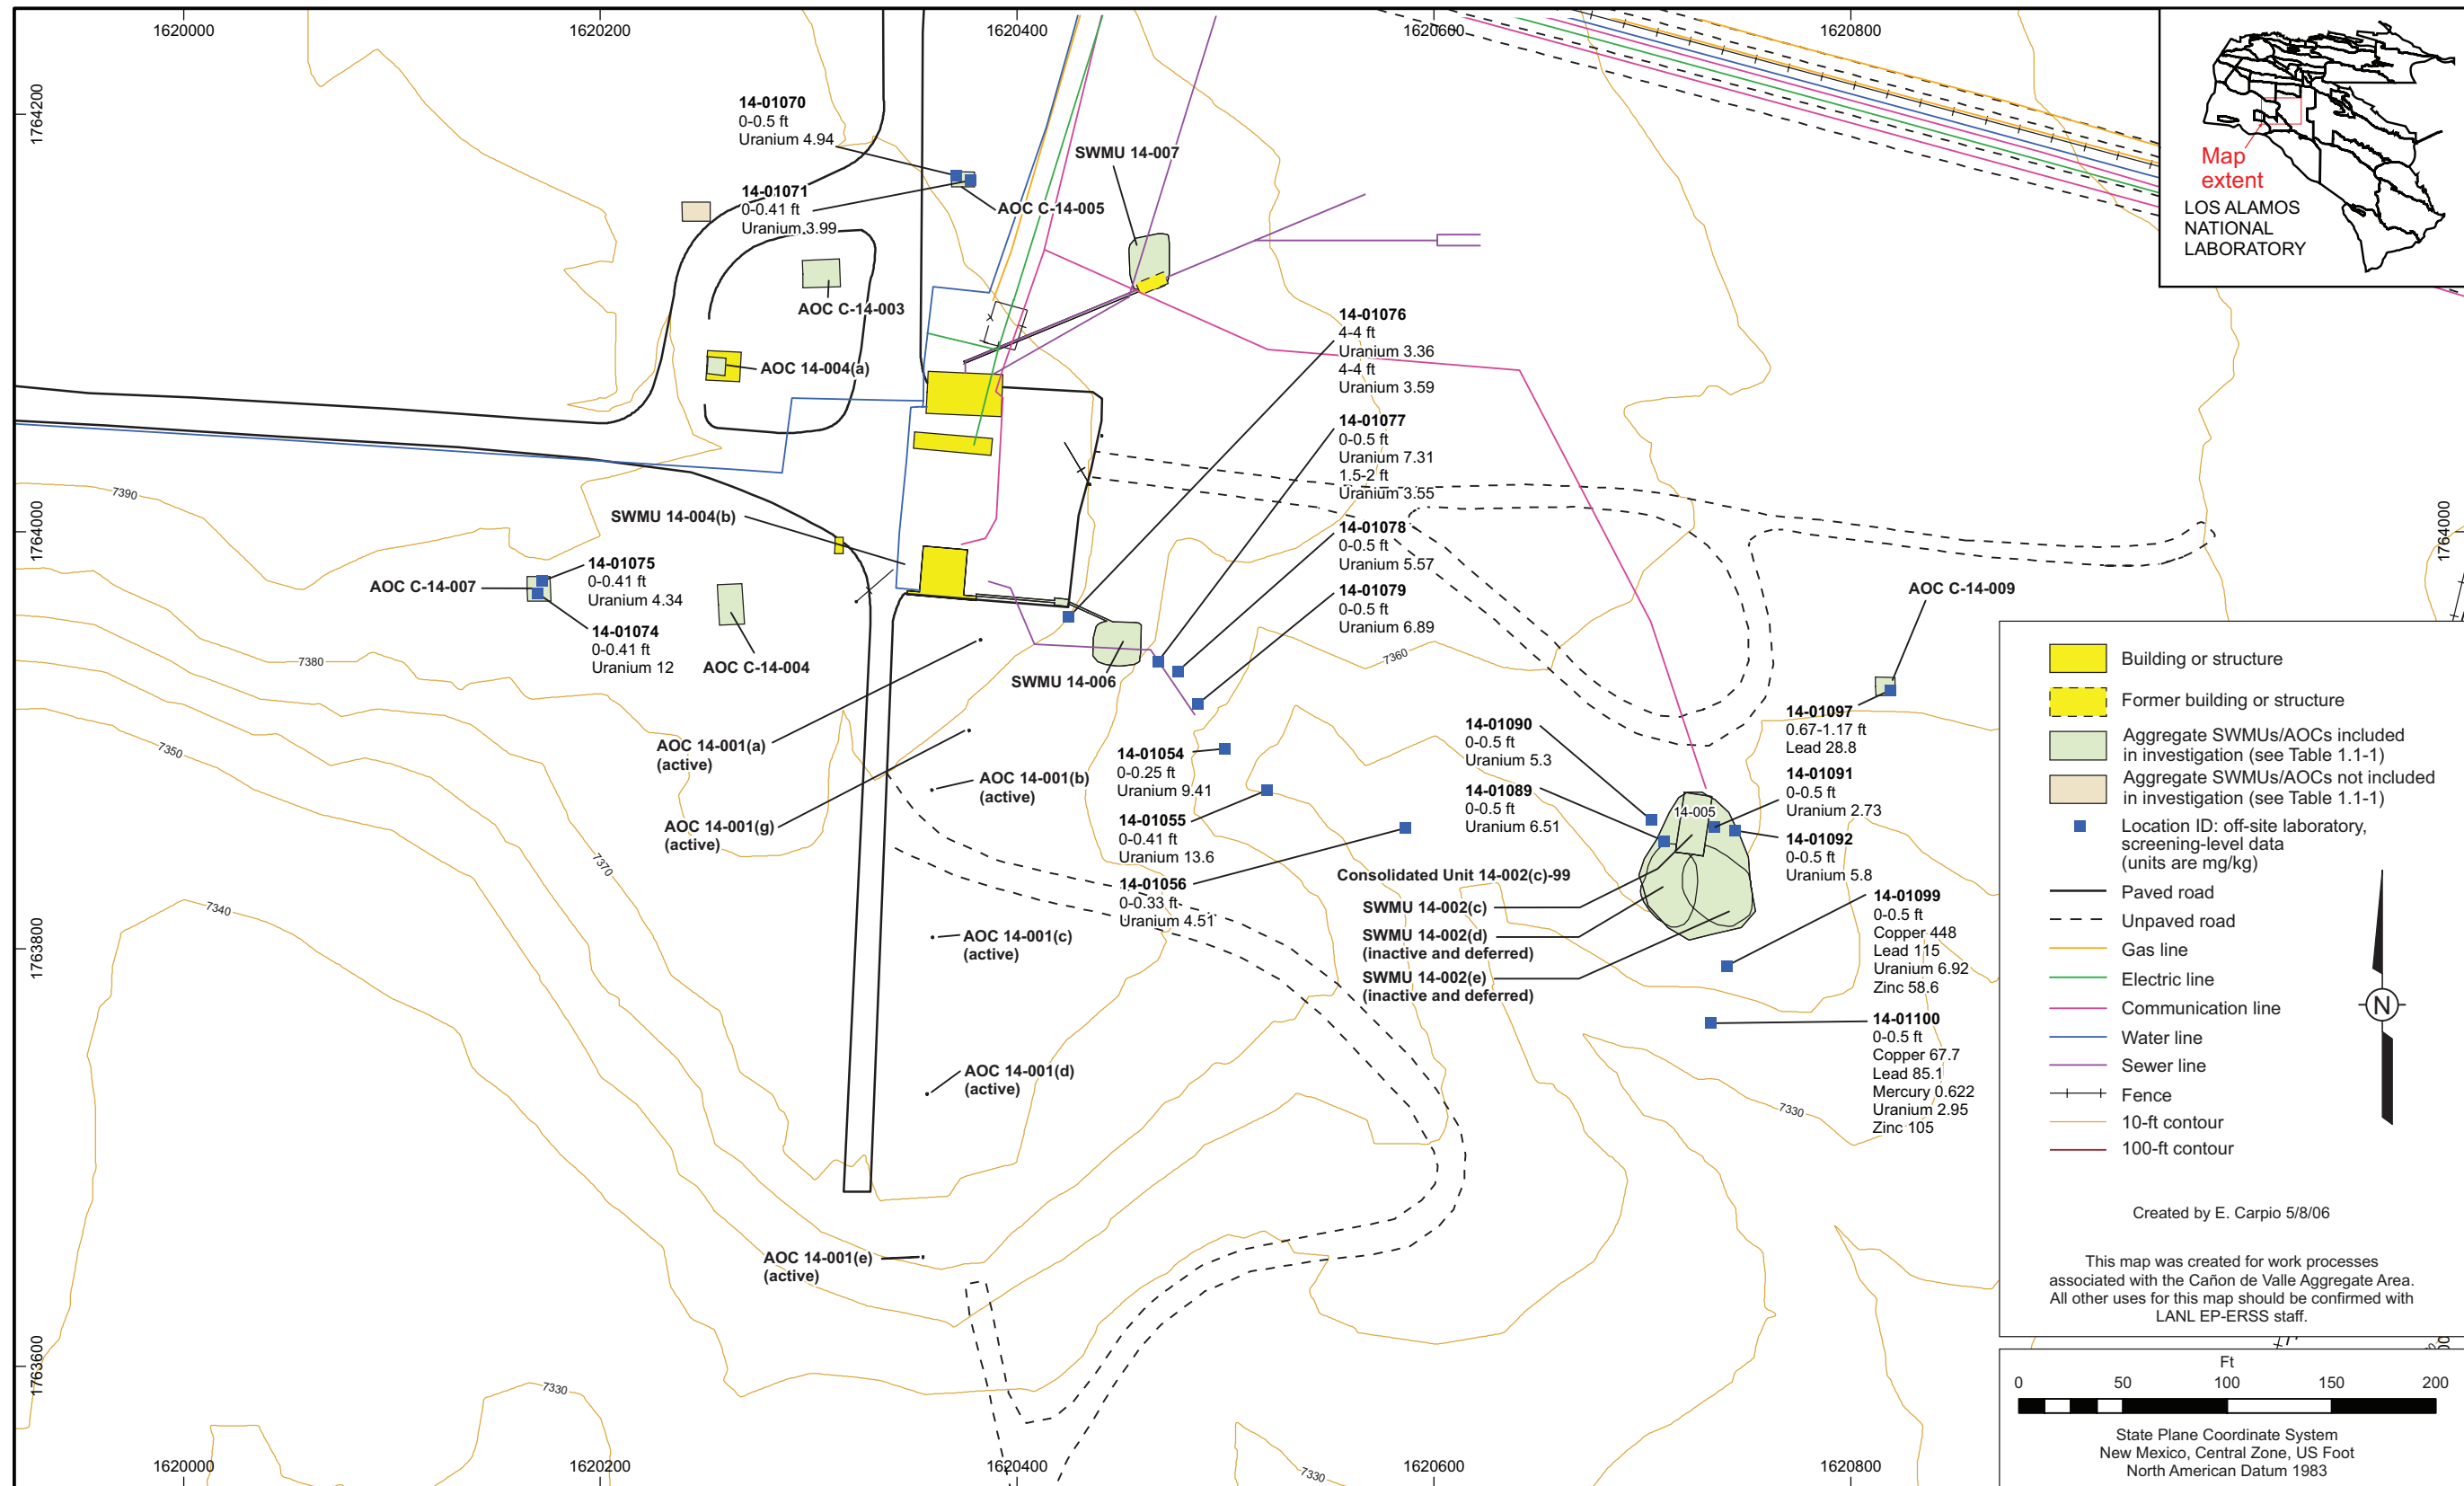 1620000
1620200
1620400
1620600
1620800
1764200
1764000
1763800
1763600
1764000
14-01070
0-0.5 ft
Uranium 4.94
14-01071
0-0.41 ft
Uranium 3.99
AOC C-14-005
SWMU 14-007
AOC C-14-003
AOC 14-004(a)
Map
extent
LOS ALAMOS
NATIONAL
LABORATORY
14-01076
4-4 ft
Uranium 3.36
4-4 ft
Uranium 3.59
14-01077
0-0.5 ft
Uranium 7.31
1.5-2 ft
Uranium 3.55
14-01078
0-0.5 ft
Uranium 5.57
14-01079
0-0.5 ft
Uranium 6.89
7390
SWMU 14-004(b)
AOC C-14-007
14-01075
0-0.41 ft
Uranium 4.34
14-01074
0-0.41 ft
Uranium 12
AOC C-14-004
SWMU 14-006
7380
7360
7350
7370
7340
AOC C-14-009
14-01097
0.67-1.17 ft
Lead 28.8
AOC 14-001(a)
(active)
AOC 14-001(g)
(active)
AOC 14-001(b)
(active)
14-01054
0-0.25 ft
Uranium 9.41
14-01055
0-0.41 ft
Uranium 13.6
14-01056
0-0.33 ft
Uranium 4.51
14-01090
0-0.5 ft
Uranium 5.3
14-01089
0-0.5 ft
Uranium 6.51
14-005
14-01091
0-0.5 ft
Uranium 2.73
14-01092
0-0.5 ft
Uranium 5.8
Consolidated Unit 14-002(c)-99
SWMU 14-002(c)
SWMU 14-002(d)
(inactive and deferred)
SWMU 14-002(e)
(inactive and deferred)
14-01099
0-0.5 ft
Copper 448
Lead 115
Uranium 6.92
Zinc 58.6
14-01100
0-0.5 ft
Copper 67.7
Lead 85.1
Mercury 0.622
Uranium 2.95
Zinc 105
AOC 14-001(c)
(active)
AOC 14-001(d)
(active)
AOC 14-001(e)
(active)
7330
7330
7330
Building or structure
Former building or structure
Aggregate SWMUs/AOCs included
in investigation (see Table 1.1-1)
Aggregate SWMUs/AOCs not included
in investigation (see Table 1.1-1)
Location ID: off-site laboratory,
screening-level data
(units are mg/kg)
Paved road
Unpaved road
Gas line
Electric line
Communication line
Water line
Sewer line
Fence
10-ft contour
100-ft contour
N
Created by E. Carpio 5/8/06
This map was created for work processes
associated with the Cañon de Valle Aggregate Area.
All other uses for this map should be confirmed with
LANL EP-ERSS staff.
Ft
0 50 100 150 200
State Plane Coordinate System
New Mexico, Central Zone, US Foot
North American Datum 1983
1620000
1620200
1620400
1620600
1620800